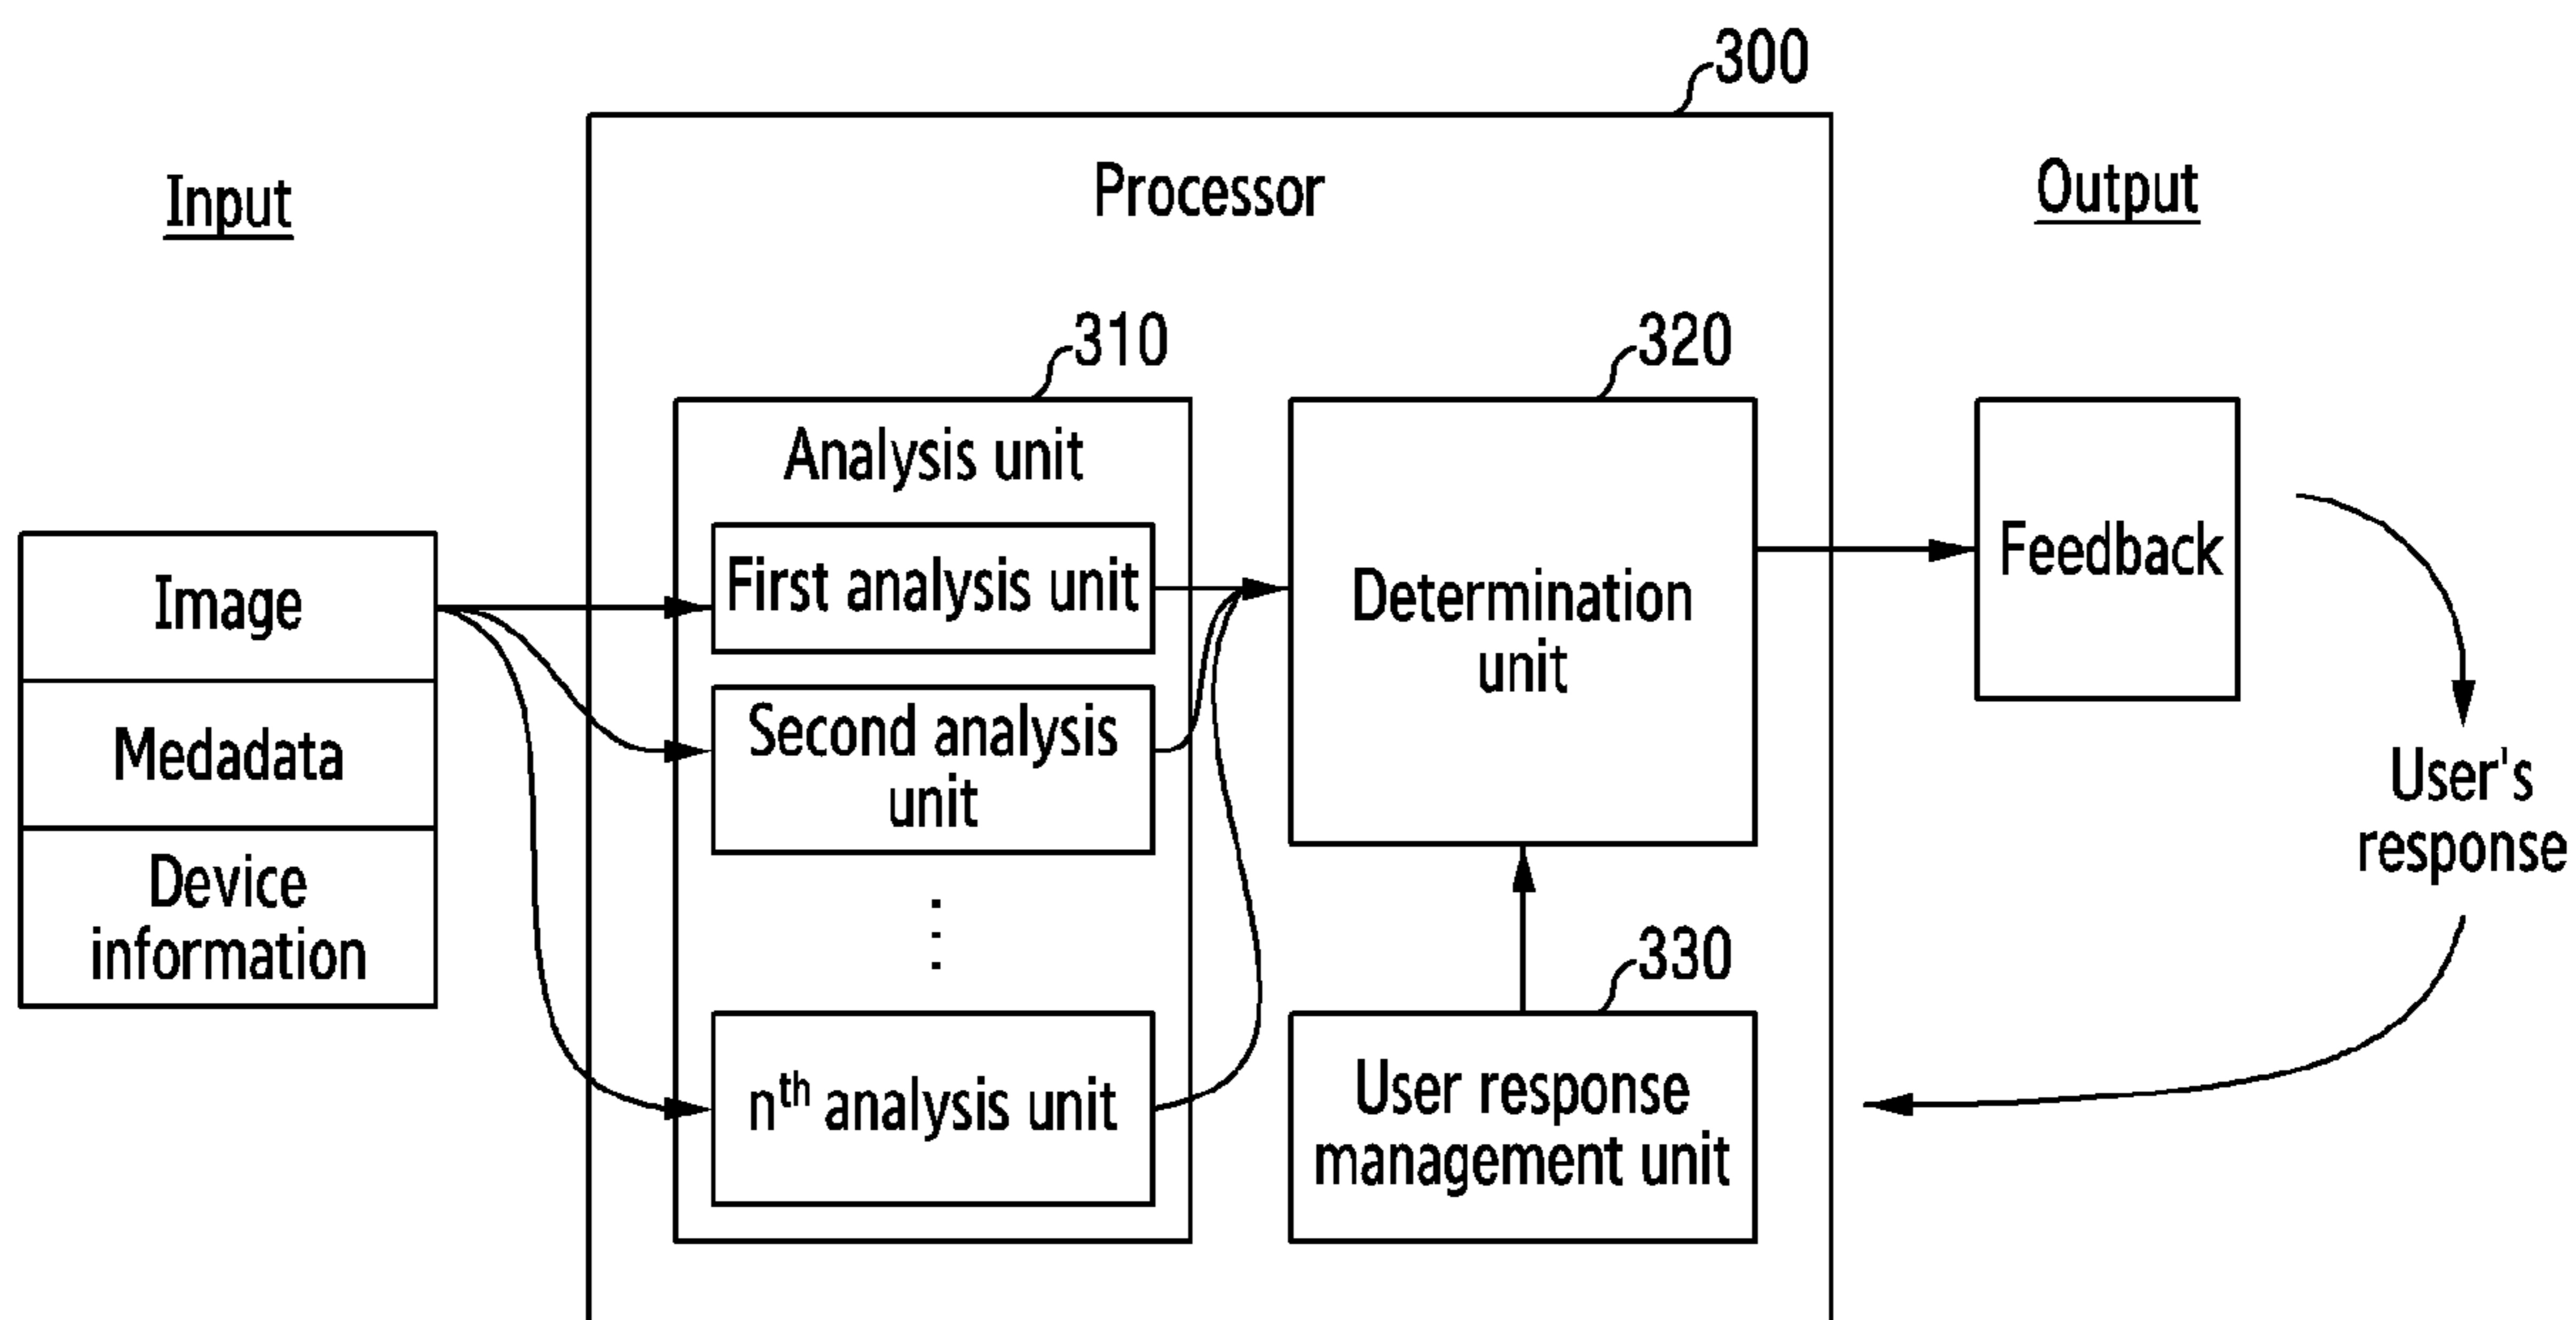 300
Input
Processor
Output
310
320
Analysis unit
First analysis unit
Second analysis
unit
nth analysis unit
Image
Medadata
Device
information
Determination
unit
330
User response
management unit
Feedback
User's
response